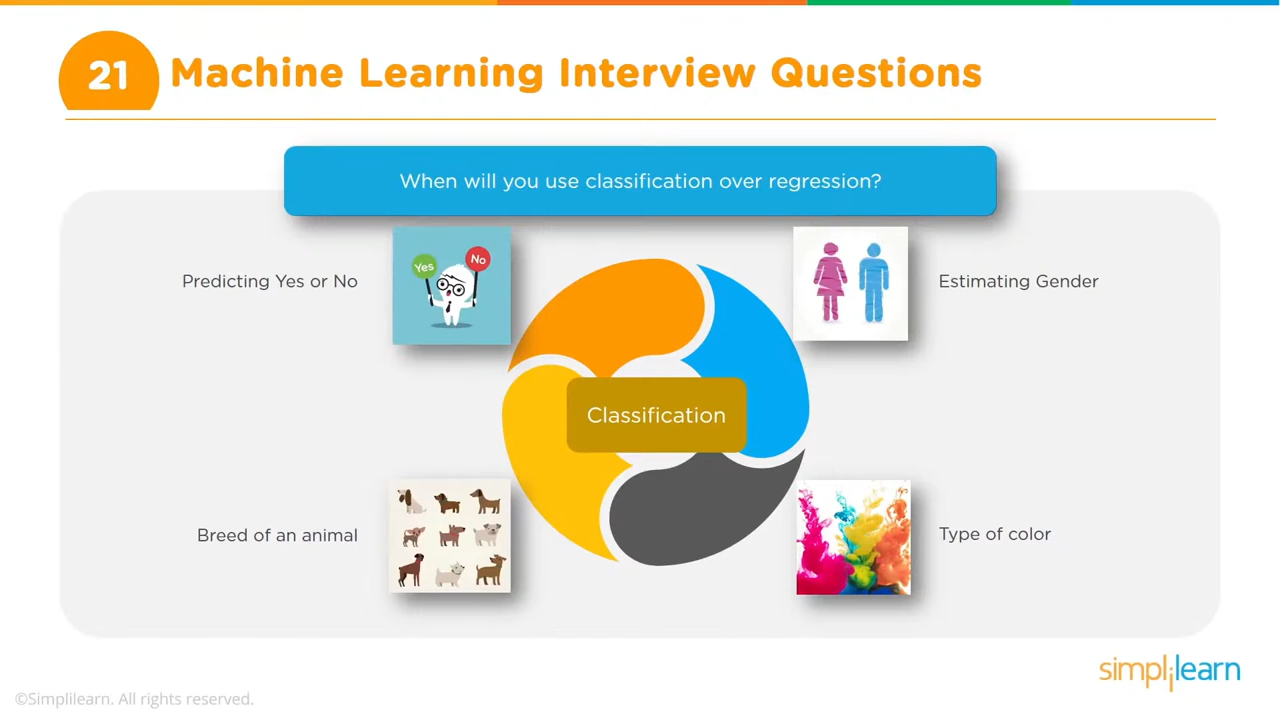 21
Machine Learning Interview Questions
When will you use classification over regression?
Predicting Yes or No
Yes
No
Estimating Gender
Classification
Breed of an animal
Type of color
simplilearn
©Simplilearn. All rights reserved.